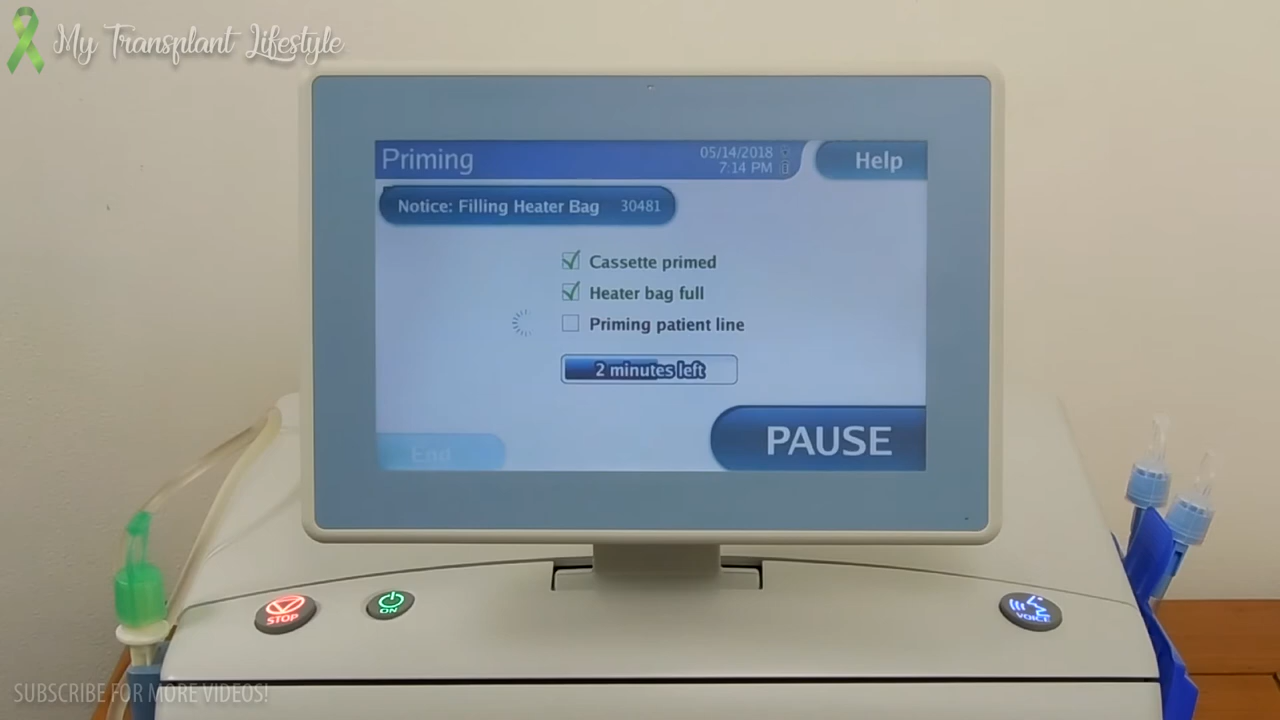 My Transplant Lifestyle
Priming
05/14/2018
7:14 PM
Help
Notice: Filling Heater Bag 30481
Cassette primed
Heater bag full
Priming patient line
2 minutes left
End
PAUSE
STOP
ON
VOICE
SUBSCRIBE FOR MORE VIDEOS!